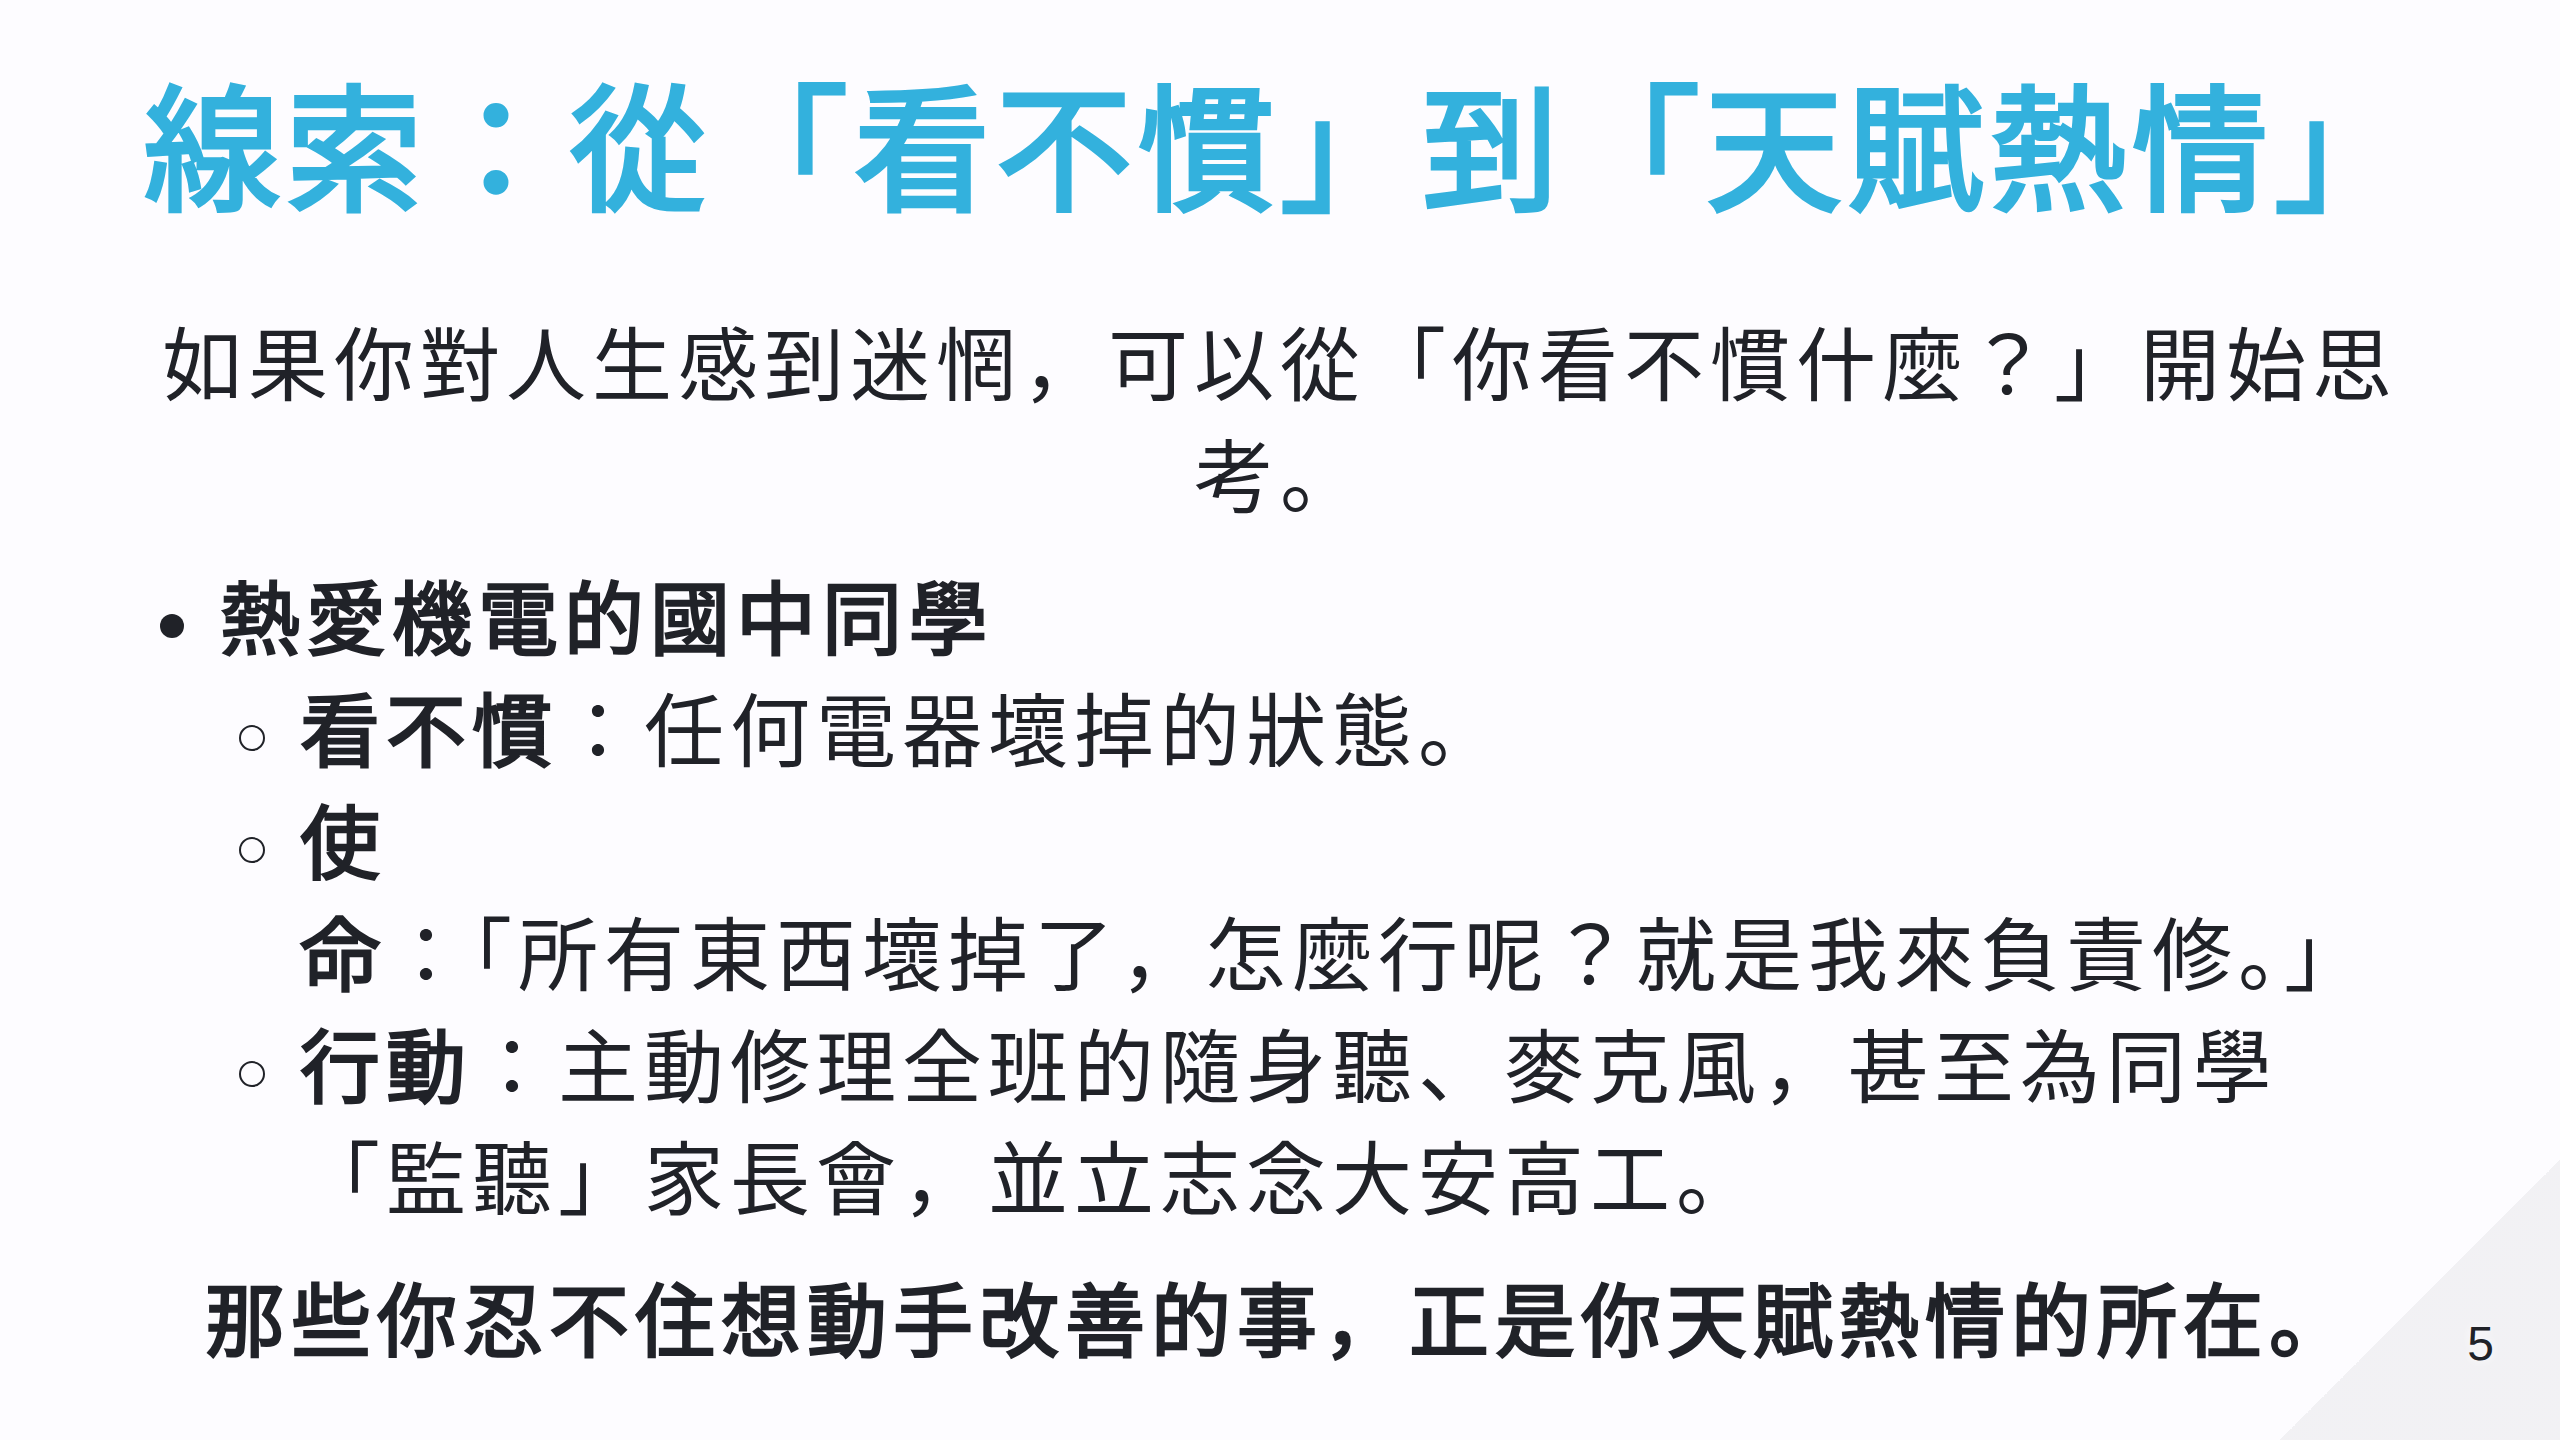 線索：從「看不慣」到「天賦熱情」
如果你對人生感到迷惘，可以從「你看不慣什麼？」開始思
考。
熱愛機電的國中同學
看不慣：任何電器壞掉的狀態。
使
命：「所有東西壞掉了，怎麼行呢？就是我來負責修。」
行動：主動修理全班的隨身聽、麥克風，甚至為同學
「監聽」家長會，並立志念大安高工。
那些你忍不住想動手改善的事，正是你天賦熱情的所在。
5